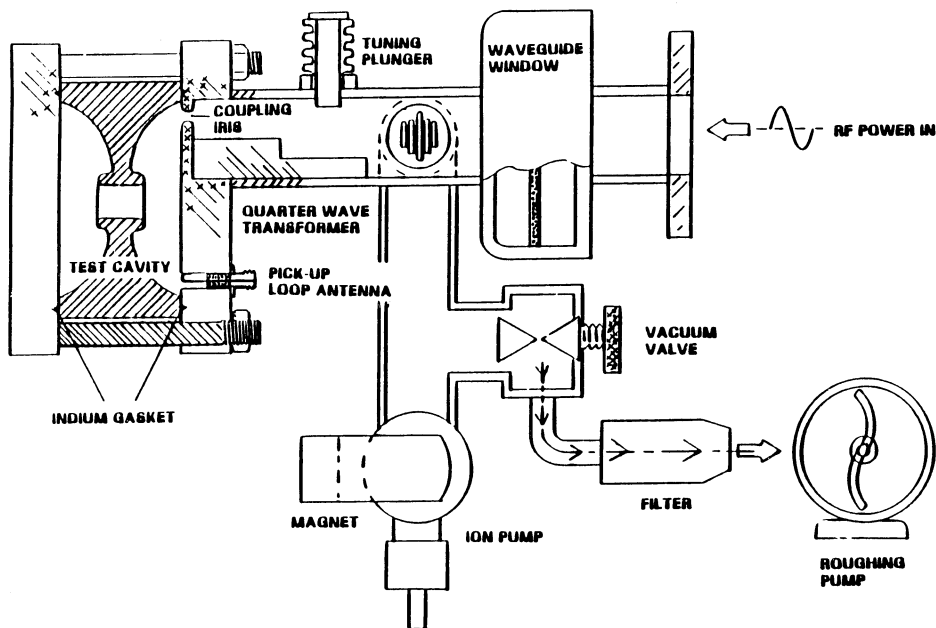 TUNING
PLUNGER
WAVEGUIDE
WINDOW
COUPLING
IRIS
RF POWER IN
QUARTER WAVE
TRANSFORMER
TEST CAVITY
PICK-UP
LOOP ANTENNA
VACUUM
VALVE
INDIUM GASKET
MAGNET
ION PUMP
FILTER
ROUGHING
PUMP